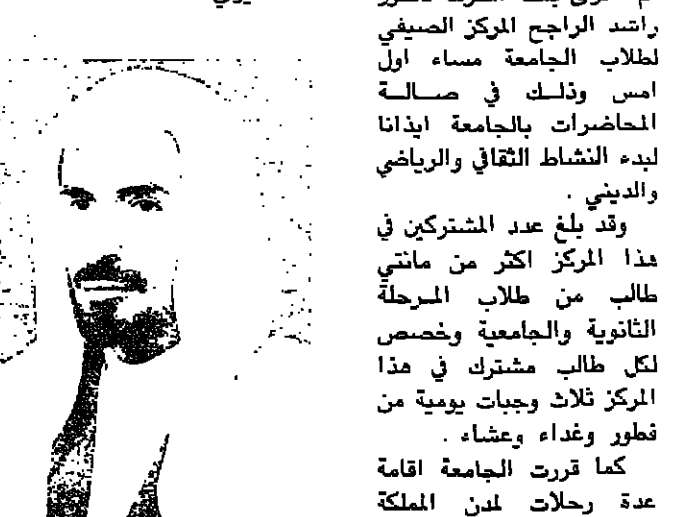 راشد الراجح المركز الصيفي
لطلاب الجامعة مساء اول
امس وذلك في صالة
المحاضرات بالجامعة ايذانا
لبدء النشاط الثقافي والرياضي
والديني .
وقد بلغ عدد المشتركين في
هذا المركز اكثر من مائتي
طالب من طلاب المرحلة
الثانوية والجامعية وخصص
لكل طالب مشترك في هذا
المركز ثلاث وجبات يومية من
فطور وغداء وعشاء .
كما قررت الجامعة اقامة
عدة رحلات لمدن المملكة